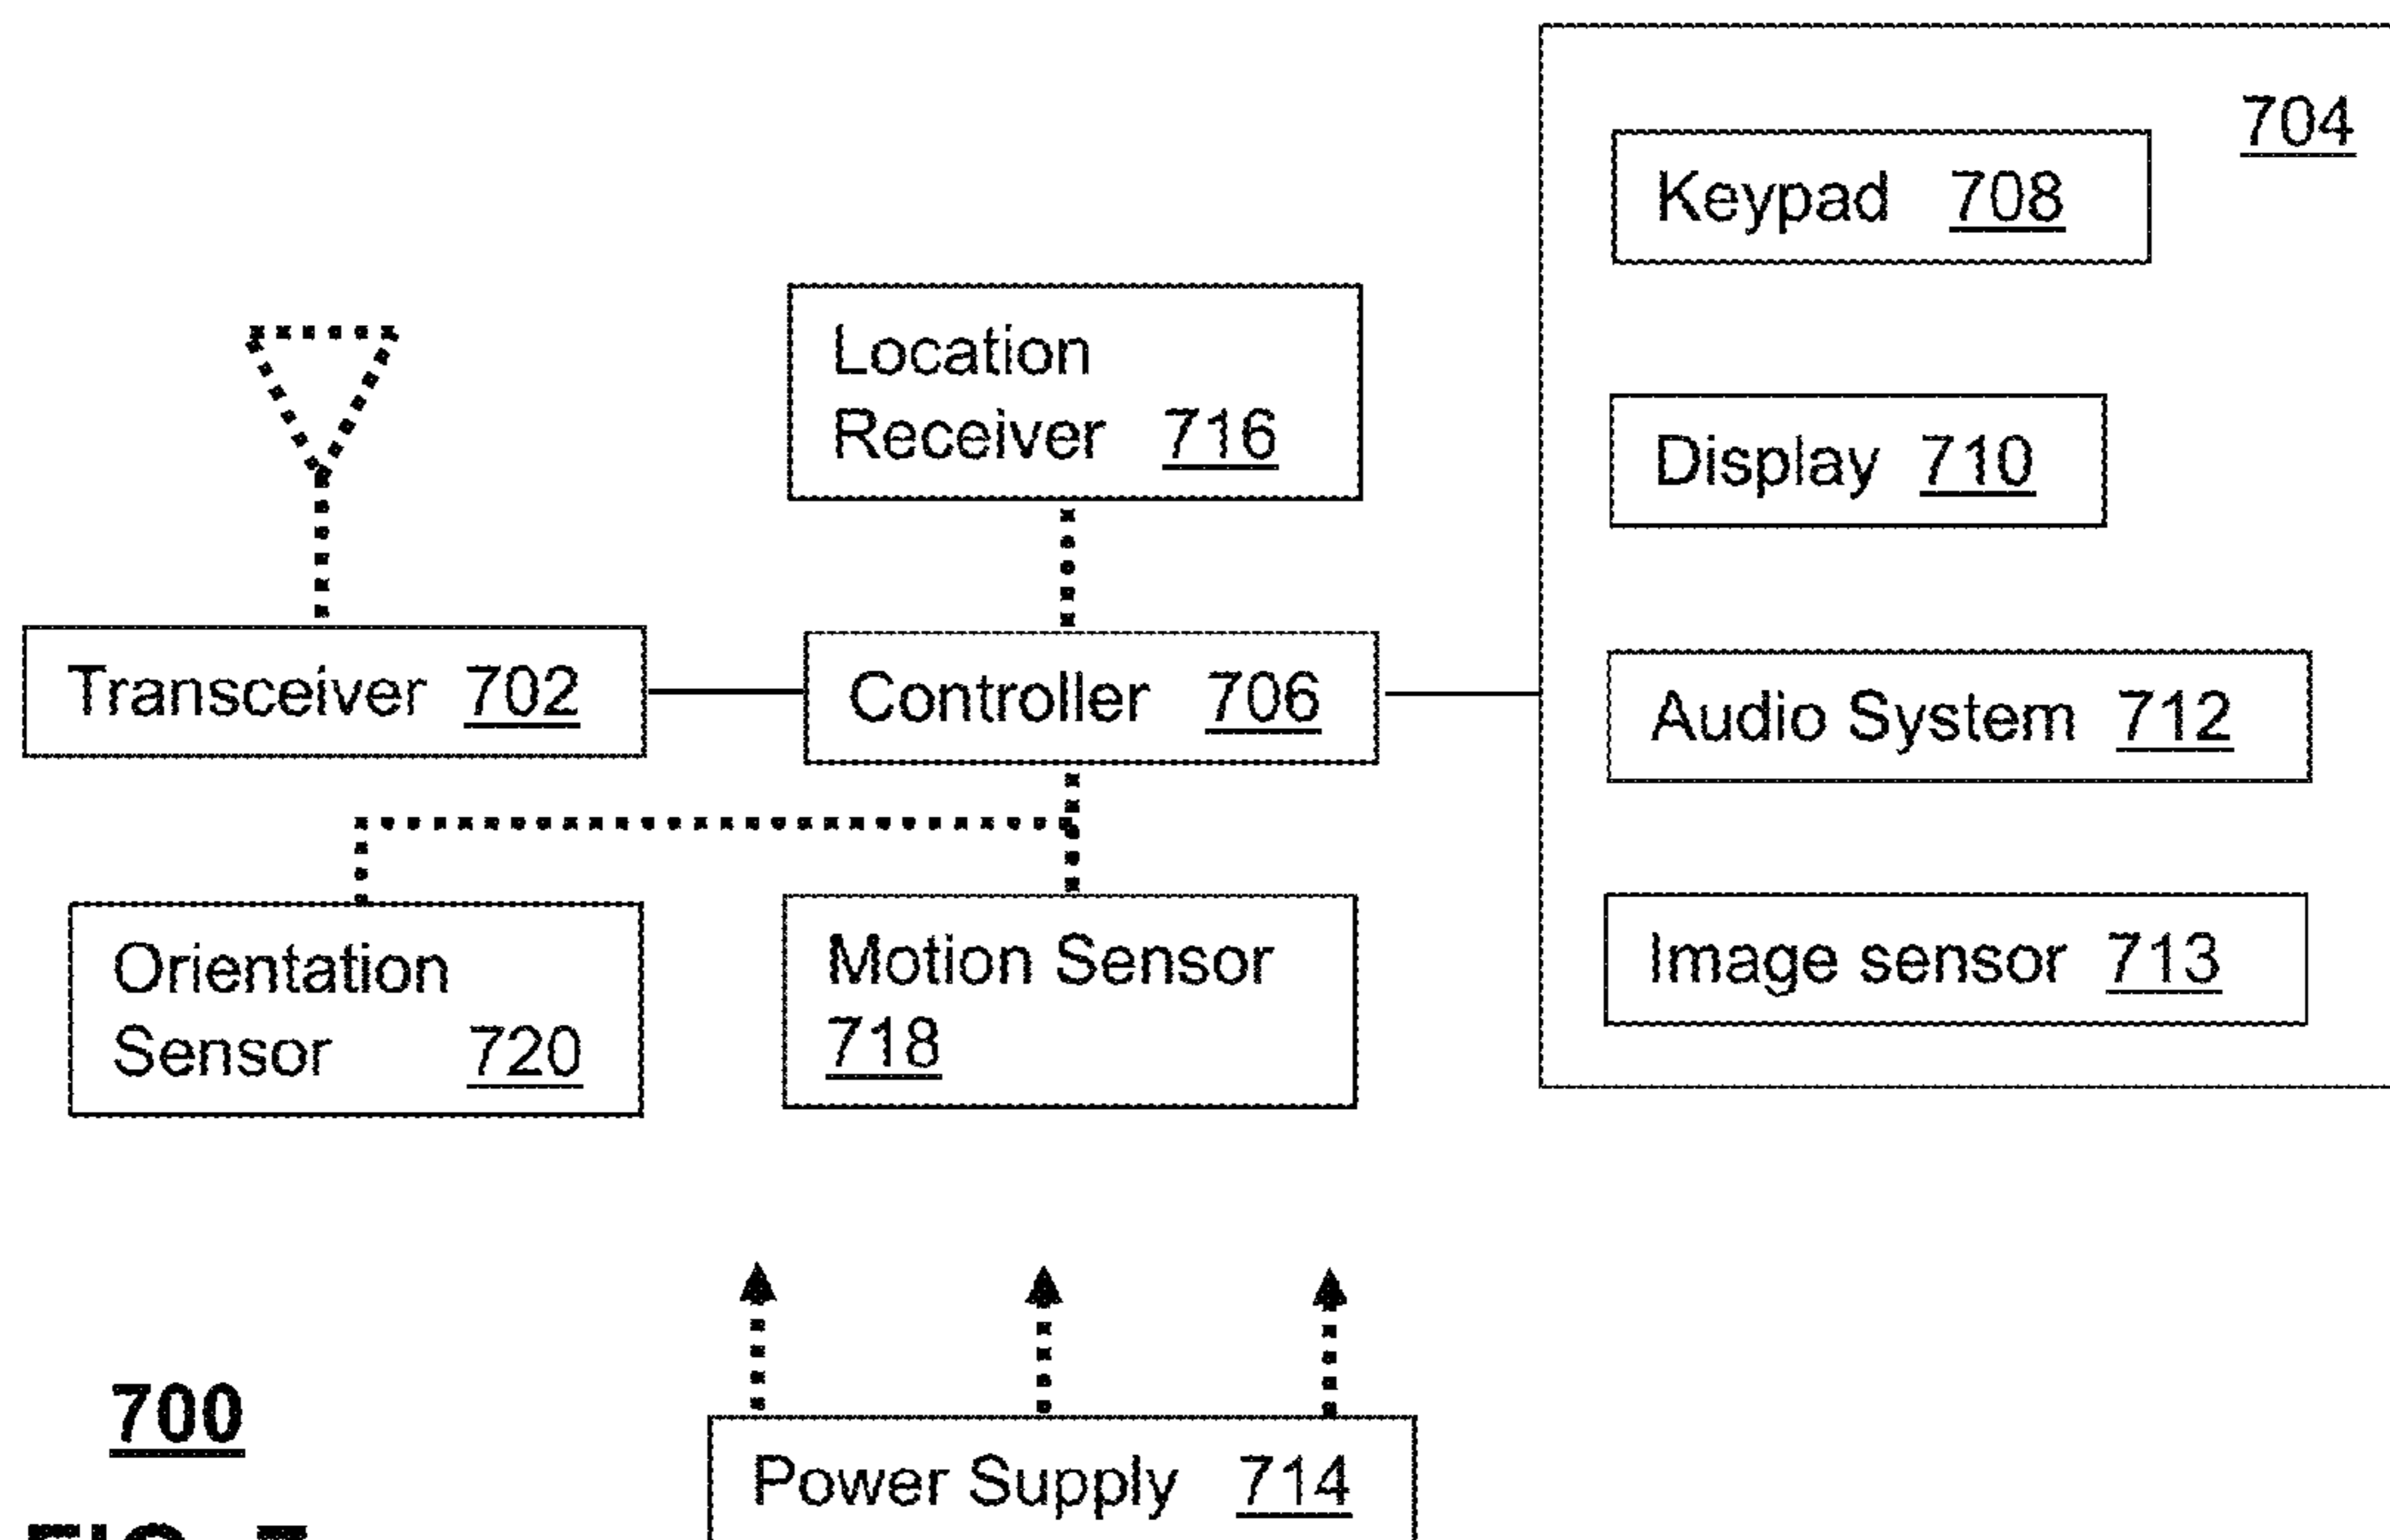 704
Keypad 708
Location
Receiver 716
Display 710
Transceiver 702
Controller 706
Audio System 712
Orientation
Sensor 720
Motion Sensor
718
Image sensor 713
700
Power Supply 714